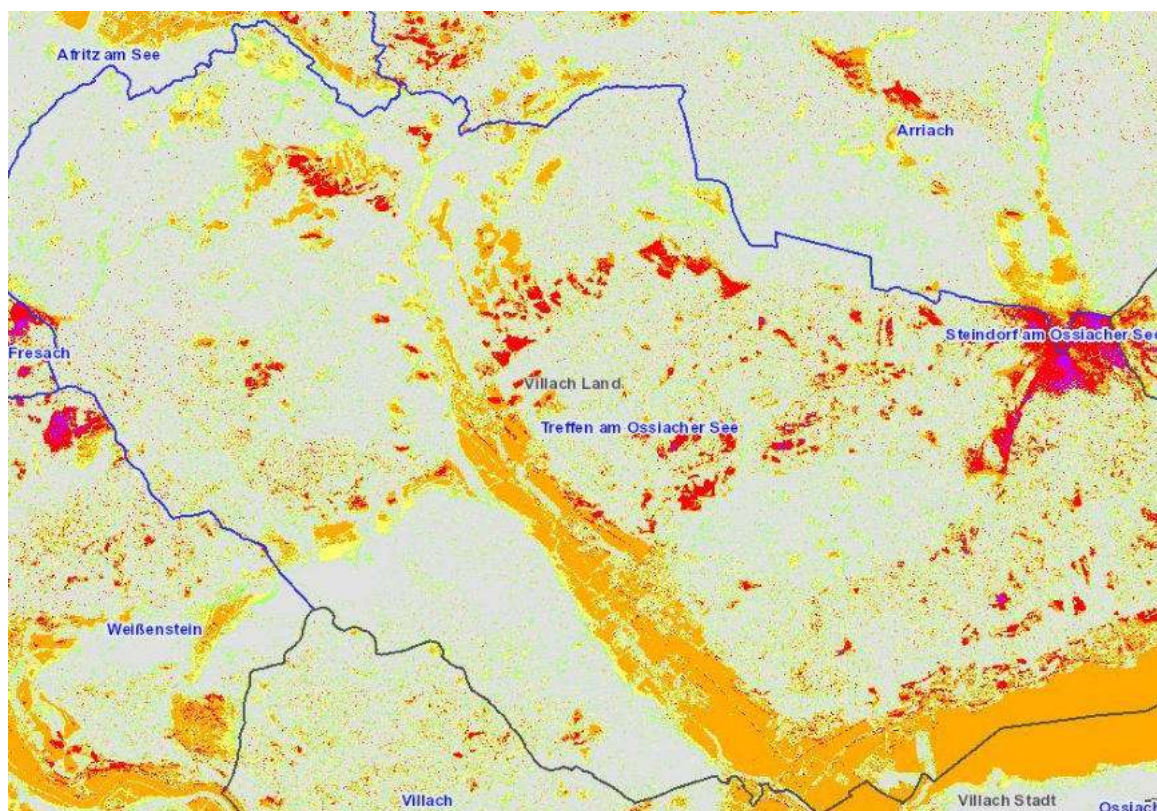 Afritz am See
Arriach
Steindorf am Ossiacher See
Fresach
Villach Land
Treffen am Ossiacher See
Weißenstein
Villach
Villach Stadt
Ossiach